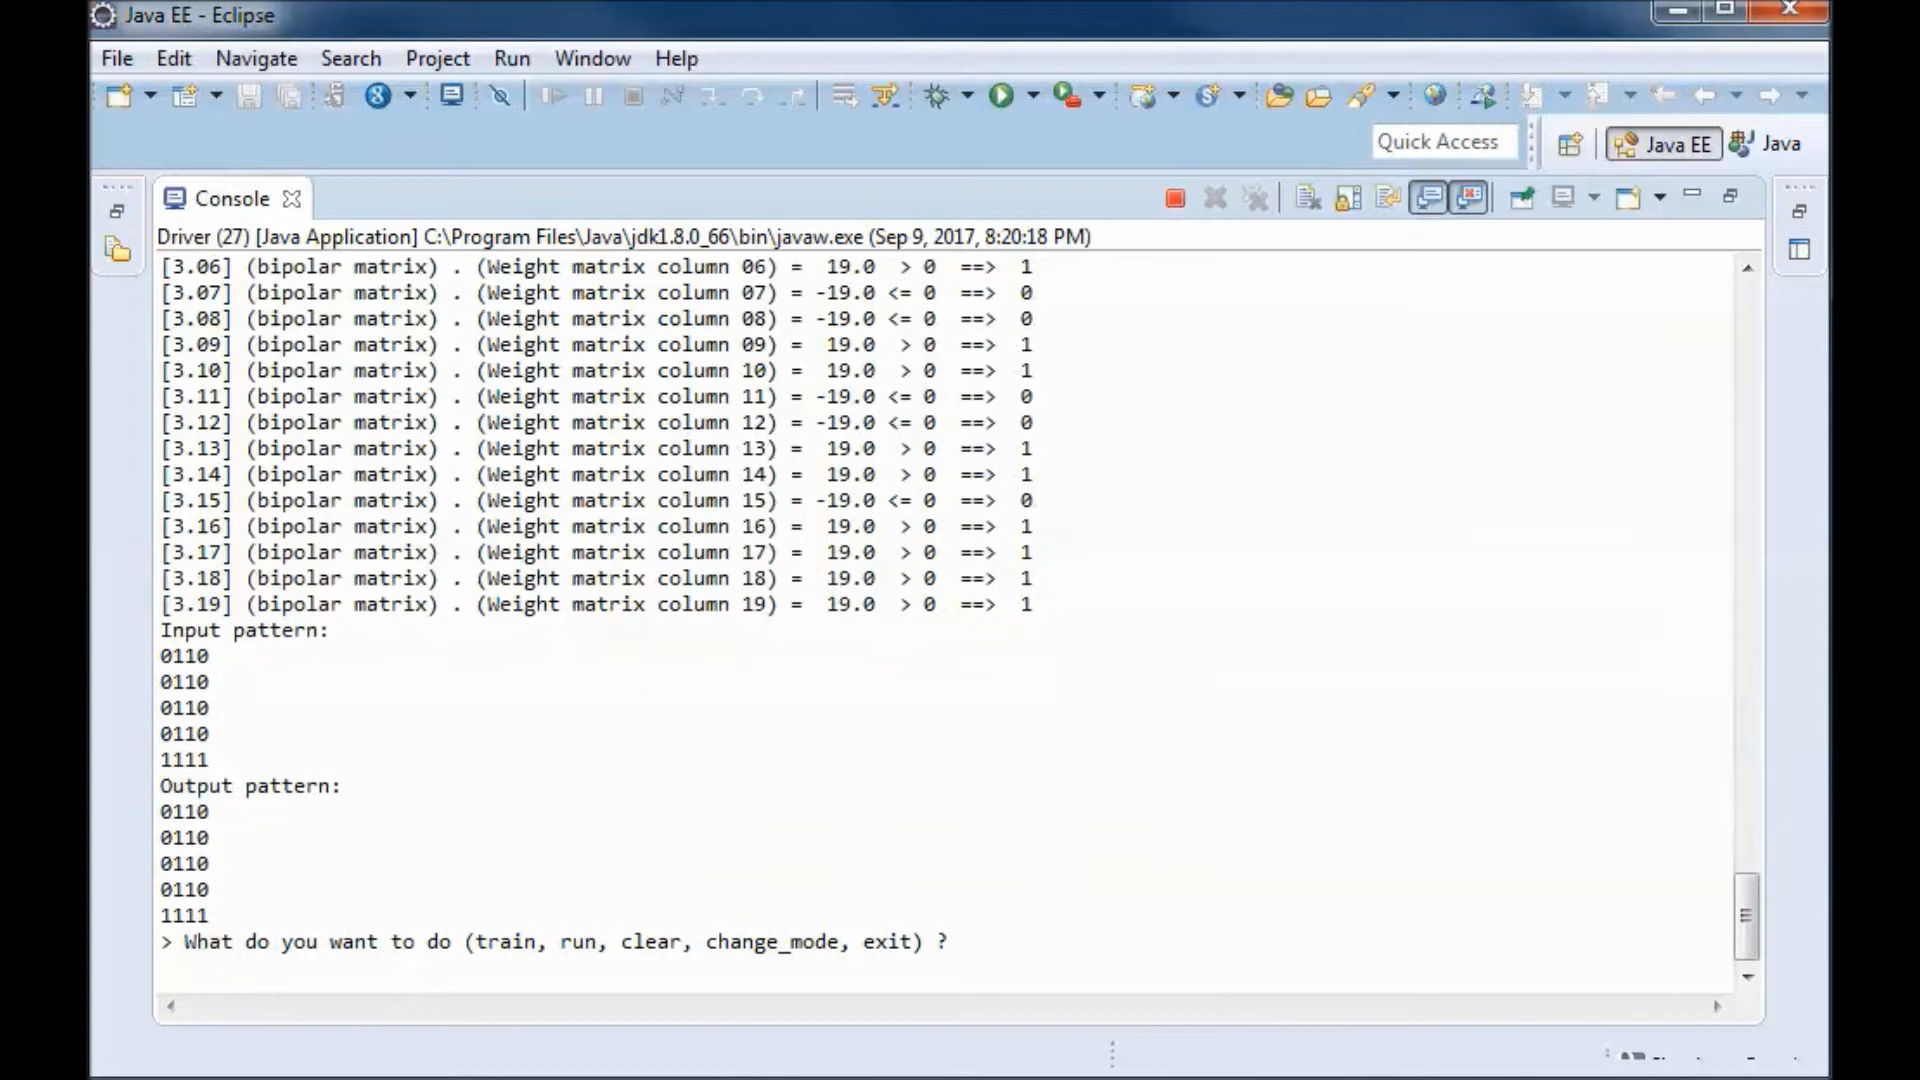 Java EE - Eclipse
File Edit Navigate Search Project Run Window Help
Quick Access
Java EE
Java
Console
Driver (27) [Java Application] C:\Program Files\Java\jdk1.8.0_66\bin\javaw.exe (Sep 9, 2017, 8:20:18 PM)
[3.06] (bipolar matrix) . (Weight matrix column 06) =  19.0  > 0  ==>  1
[3.07] (bipolar matrix) . (Weight matrix column 07) = -19.0 <= 0  ==>  0
[3.08] (bipolar matrix) . (Weight matrix column 08) = -19.0 <= 0  ==>  0
[3.09] (bipolar matrix) . (Weight matrix column 09) =  19.0  > 0  ==>  1
[3.10] (bipolar matrix) . (Weight matrix column 10) =  19.0  > 0  ==>  1
[3.11] (bipolar matrix) . (Weight matrix column 11) = -19.0 <= 0  ==>  0
[3.12] (bipolar matrix) . (Weight matrix column 12) = -19.0 <= 0  ==>  0
[3.13] (bipolar matrix) . (Weight matrix column 13) =  19.0  > 0  ==>  1
[3.14] (bipolar matrix) . (Weight matrix column 14) =  19.0  > 0  ==>  1
[3.15] (bipolar matrix) . (Weight matrix column 15) = -19.0 <= 0  ==>  0
[3.16] (bipolar matrix) . (Weight matrix column 16) =  19.0  > 0  ==>  1
[3.17] (bipolar matrix) . (Weight matrix column 17) =  19.0  > 0  ==>  1
[3.18] (bipolar matrix) . (Weight matrix column 18) =  19.0  > 0  ==>  1
[3.19] (bipolar matrix) . (Weight matrix column 19) =  19.0  > 0  ==>  1
Input pattern:
0110
0110
0110
0110
1111
Output pattern:
0110
0110
0110
0110
1111
> What do you want to do (train, run, clear, change_mode, exit) ?